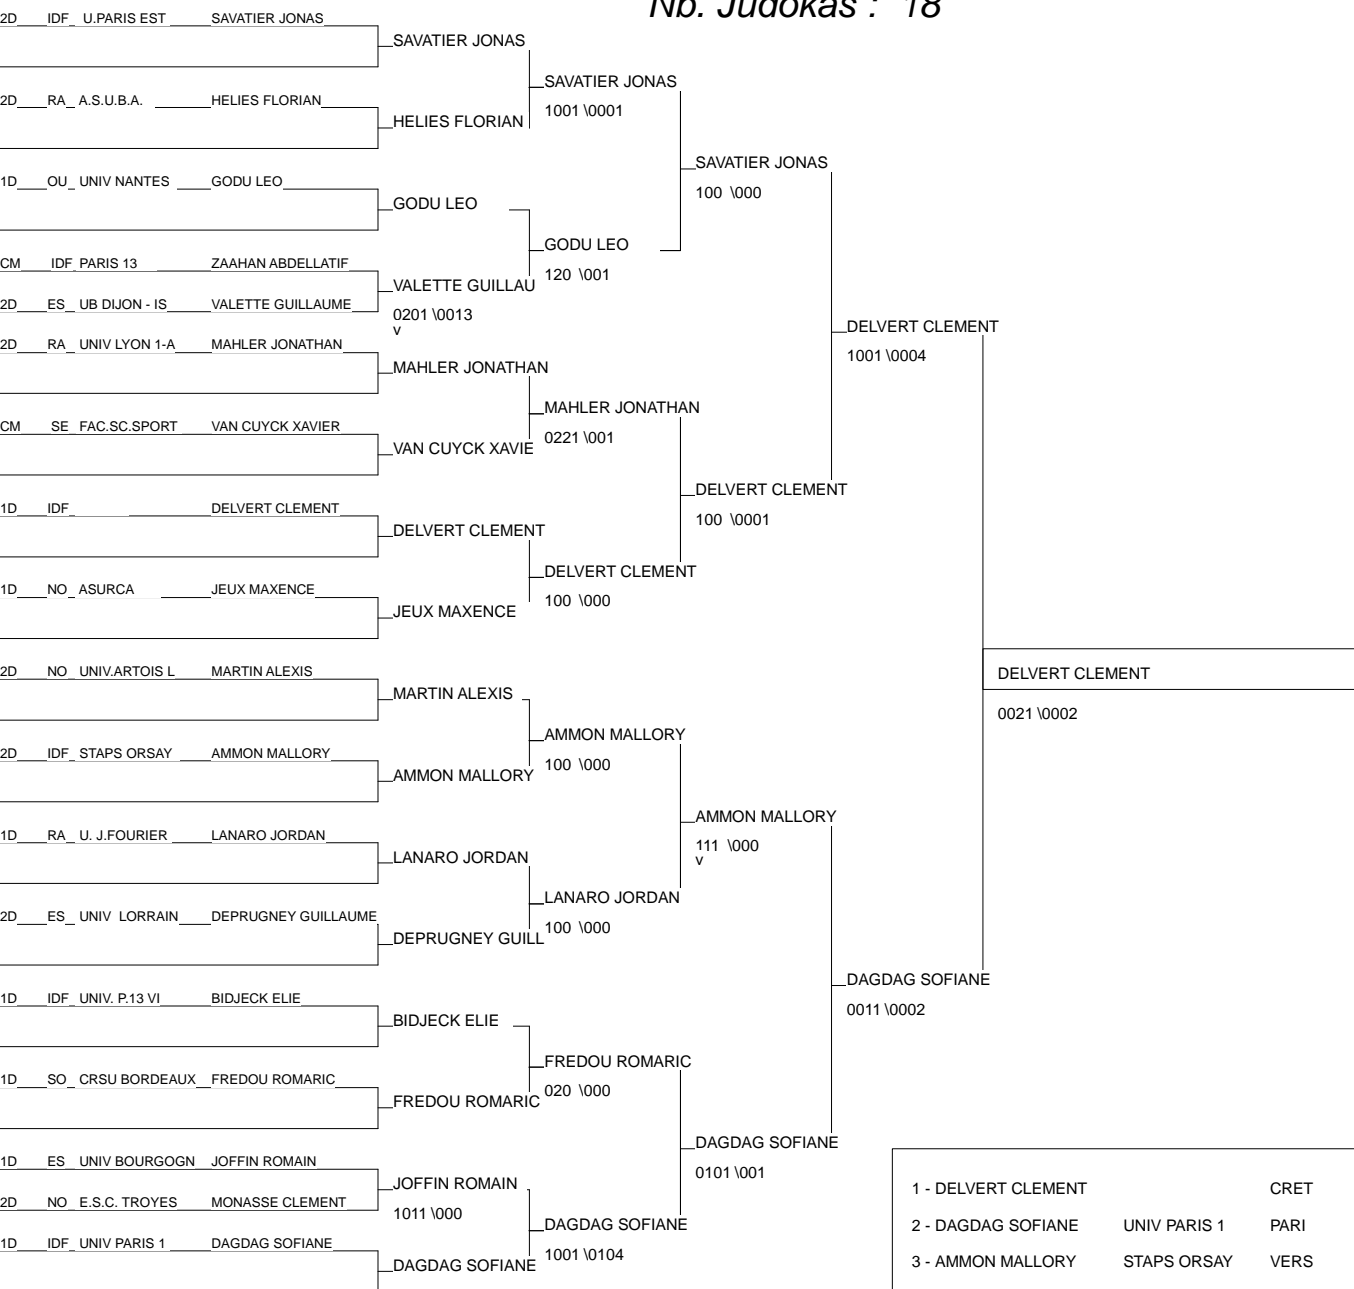 Nb. Judokas : 18
2D IDF U.PARIS EST SAVATIER JONAS
SAVATIER JONAS
SAVATIER JONAS
2D RA A.S.U.B.A. HELIES FLORIAN
1001 \0001
HELIES FLORIAN
SAVATIER JONAS
1D OU UNIV NANTES GODU LEO
100 \000
GODU LEO
GODU LEO
CM IDF PARIS 13 ZAAHAN ABDELLATIF
120 \001
VALETTE GUILLAU
2D ES UB DIJON - IS VALETTE GUILLAUME
0201 \0013
v
DELVERT CLEMENT
2D RA UNIV LYON 1-A MAHLER JONATHAN
1001 \0004
MAHLER JONATHAN
MAHLER JONATHAN
CM SE FAC.SC.SPORT VAN CUYCK XAVIER
0221 \001
VAN CUYCK XAVIE
DELVERT CLEMENT
1D IDF DELVERT CLEMENT
100 \0001
DELVERT CLEMENT
DELVERT CLEMENT
1D NO ASURCA JEUX MAXENCE
100 \000
JEUX MAXENCE
2D NO UNIV.ARTOIS L MARTIN ALEXIS
DELVERT CLEMENT
MARTIN ALEXIS
0021 \0002
AMMON MALLORY
2D IDF STAPS ORSAY AMMON MALLORY
100 \000
AMMON MALLORY
AMMON MALLORY
1D RA U. J.FOURIER LANARO JORDAN
111 \000
v
LANARO JORDAN
LANARO JORDAN
2D ES UNIV LORRAIN DEPRUGNEY GUILLAUME
100 \000
DEPRUGNEY GUILL
DAGDAG SOFIANE
1D IDF UNIV. P.13 VI BIDJECK ELIE
0011 \0002
BIDJECK ELIE
FREDOU ROMARIC
1D SO CRSU BORDEAUX FREDOU ROMARIC
020 \000
FREDOU ROMARIC
DAGDAG SOFIANE
1D ES UNIV BOURGOGN JOFFIN ROMAIN
0101 \001
JOFFIN ROMAIN
2D NO E.S.C. TROYES MONASSE CLEMENT
1011 \000
DAGDAG SOFIANE
1D IDF UNIV PARIS 1 DAGDAG SOFIANE
1001 \0104
DAGDAG SOFIANE
1 - DELVERT CLEMENT CRET
2 - DAGDAG SOFIANE UNIV PARIS 1 PARI
3 - AMMON MALLORY STAPS ORSAY VERS